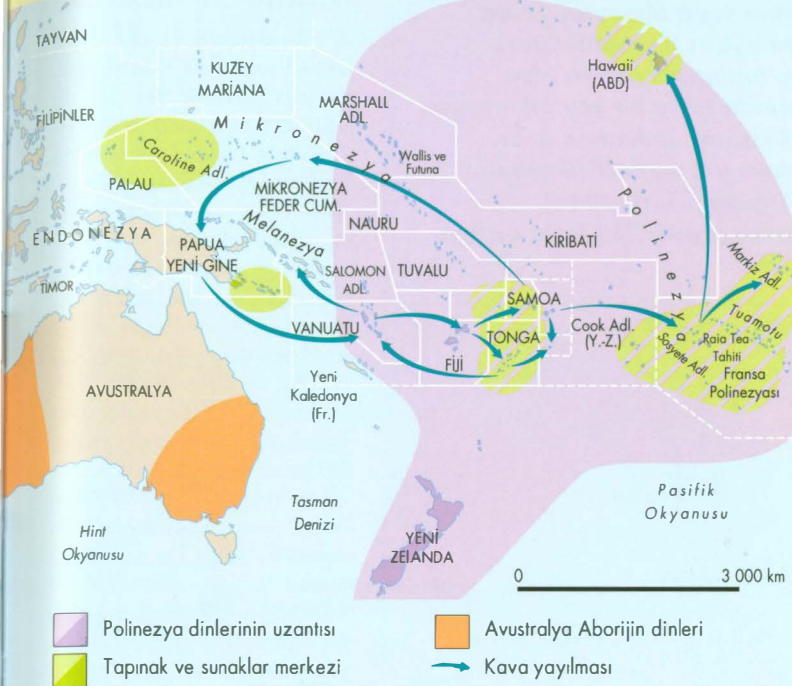 TAYVAN
KUZEY
MARIANA
Hawaii
(ABD)
FİLİPİNLER
MARSHALL
ADL.
Mikronezya
Caroline Adl.
Wallis ve
Futuna
PALAU
MİKRONEZYA
FEDER CUM.
Polinezya
NAURU
Melanezya
ENDONEZYA
PAPUA
YENİ GİNE
KİRİBATİ
Markiz Adl.
SALOMON
ADL.
TUVALU
TİMOR
SAMOA
Tuamotu
VANUATU
TONGA
Cook Adl.
(Y.-Z.)
Sosyete Adl.
Raia Tea
Tahiti
Fransa
Polinezyası
FİJİ
AVUSTRALYA
Yeni
Kaledonya
(Fr.)
Pasifik
Okyanusu
Tasman
Denizi
Hint
Okyanusu
YENİ
ZELANDA
0
3 000 km
Polinezya dinlerinin uzantısı
Avustralya Aborijin dinleri
Tapınak ve sunaklar merkezi
Kava yayılması